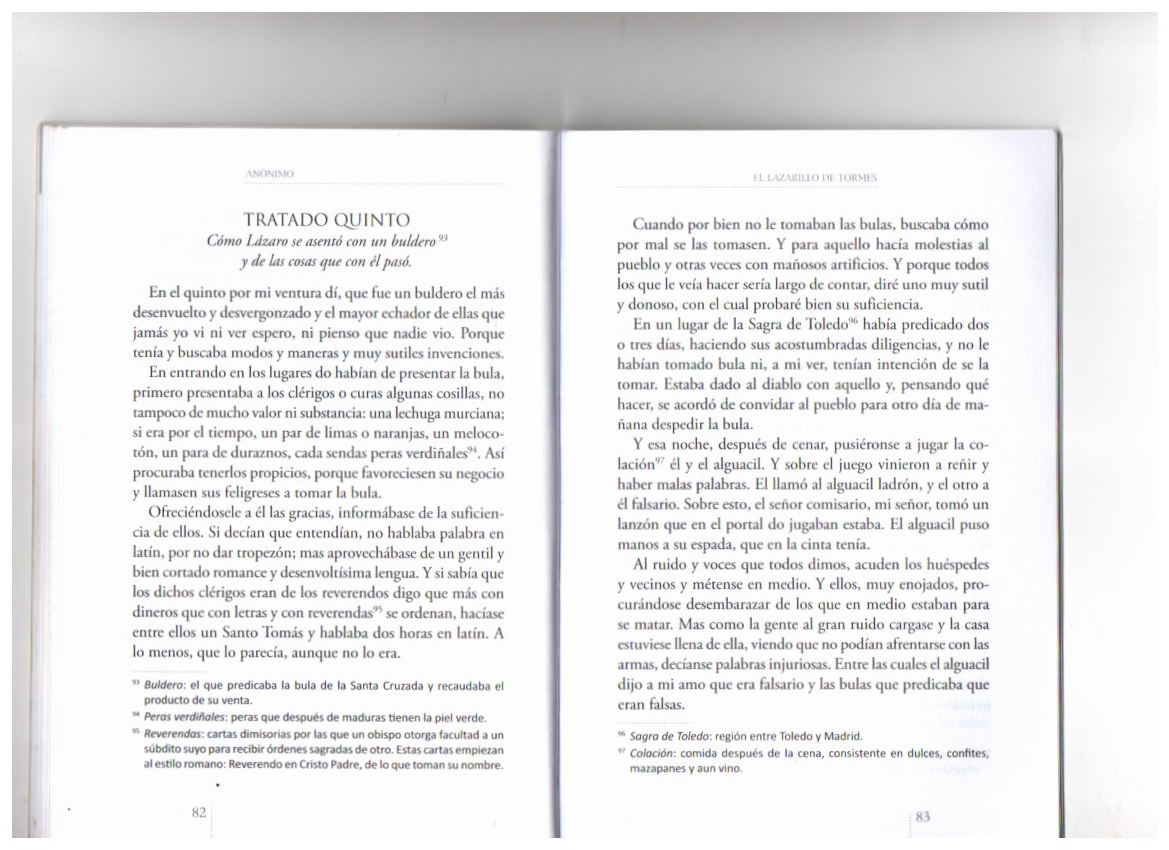 ANÓNIMO
TRATADO QUINTO
Cómo Lázaro se asentó con un buldero 93
y de las cosas que con él pasó.
En el quinto por mi ventura dí, que fue un buldero el más
desenvuelto y desvergonzado y el mayor echador de ellas que
jamás yo vi ni ver espero, ni pienso que nadie vio. Porque
tenía y buscaba modos y maneras y muy sutiles invenciones.
En entrando en los lugares do habían de presentar la bula,
primero presentaba a los clérigos o curas algunas cosillas, no
tampoco de mucho valor ni substancia: una lechuga murciana;
si era por el tiempo, un par de limas o naranjas, un meloco-
tón, un para de duraznos, cada sendas peras verdiñales94. Así
procuraba tenerlos propicios, porque favoreciesen su negocio
y llamasen sus feligreses a tomar la bula.
Ofreciéndosele a él las gracias, informábase de la suficien-
cia de ellos. Si decían que entendían, no hablaba palabra en
latín, por no dar tropezón; mas aprovechábase de un gentil y
bien cortado romance y desenvoltísima lengua. Y si sabía que
los dichos clérigos eran de los reverendos digo que más con
dineros que con letras y con reverendas95 se ordenan, hacíase
entre ellos un Santo Tomás y hablaba dos horas en latín. A
lo menos, que lo parecía, aunque no lo era.
93 Buldero: el que predicaba la bula de la Santa Cruzada y recaudaba el
producto de su venta.
94 Peras verdiñales: peras que después de maduras tienen la piel verde.
95 Reverendas: cartas dimisorias por las que un obispo otorga facultad a un
súbdito suyo para recibir órdenes sagradas de otro. Estas cartas empiezan
al estilo romano: Reverendo en Cristo Padre, de lo que toman su nombre.
82
EL LAZARILLO DE TORMES
Cuando por bien no le tomaban las bulas, buscaba cómo
por mal se las tomasen. Y para aquello hacía molestias al
pueblo y otras veces con mañosos artificios. Y porque todos
los que le veía hacer sería largo de contar, diré uno muy sutil
y donoso, con el cual probaré bien su suficiencia.
En un lugar de la Sagra de Toledo96 había predicado dos
o tres días, haciendo sus acostumbradas diligencias, y no le
habían tomado bula ni, a mi ver, tenían intención de se la
tomar. Estaba dado al diablo con aquello y, pensando qué
hacer, se acordó de convidar al pueblo para otro día de ma-
ñana despedir la bula.
Y esa noche, después de cenar, pusiéronse a jugar la co-
lación97 él y el alguacil. Y sobre el juego vinieron a reñir y
haber malas palabras. El llamó al alguacil ladrón, y el otro a
él falsario. Sobre esto, el señor comisario, mi señor, tomó un
lanzón que en el portal do jugaban estaba. El alguacil puso
manos a su espada, que en la cinta tenía.
Al ruido y voces que todos dimos, acuden los huéspedes
y vecinos y métense en medio. Y ellos, muy enojados, pro-
curándose desembarazar de los que en medio estaban para
se matar. Mas como la gente al gran ruido cargase y la casa
estuviese llena de ella, viendo que no podían afrentarse con las
armas, decíanse palabras injuriosas. Entre las cuales el alguacil
dijo a mi amo que era falsario y las bulas que predicaba que
eran falsas.
96 Sagra de Toledo: región entre Toledo y Madrid.
97 Colación: comida después de la cena, consistente en dulces, confites,
mazapanes y aun vino.
83